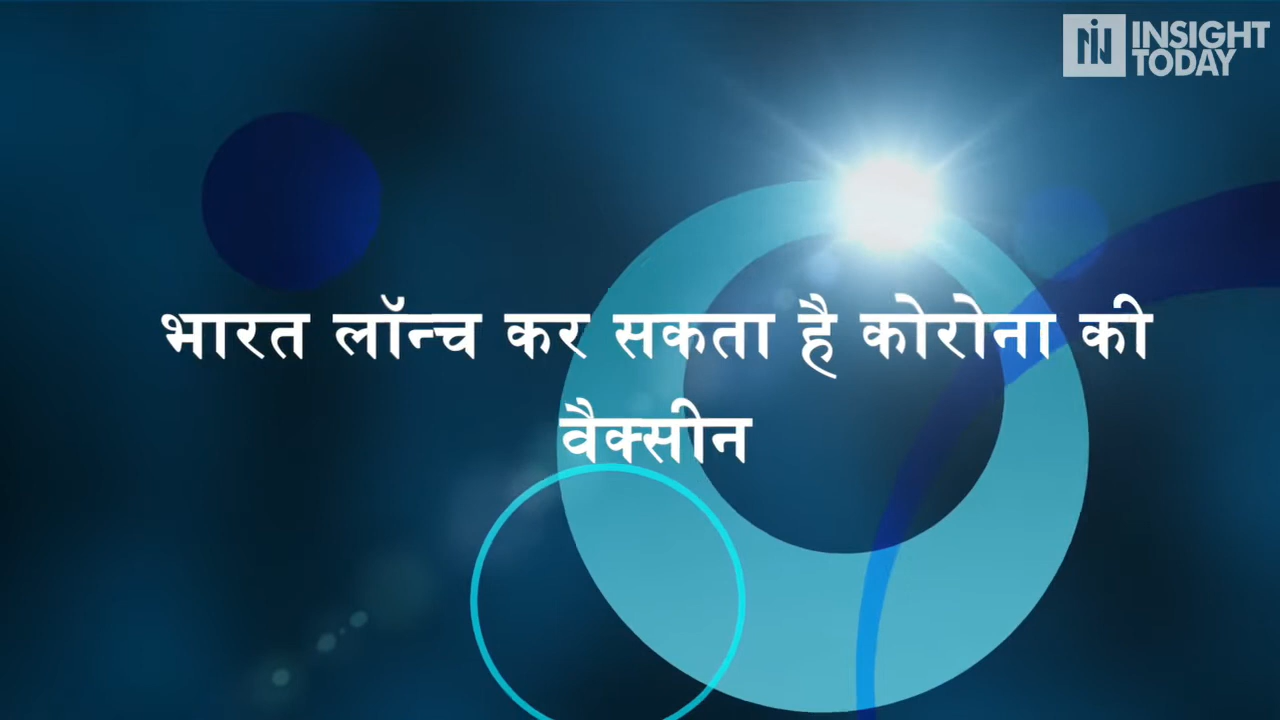 INSIGHT
TODAY
भारत लॉन्च कर सकता है कोरोना की
वैक्सीन